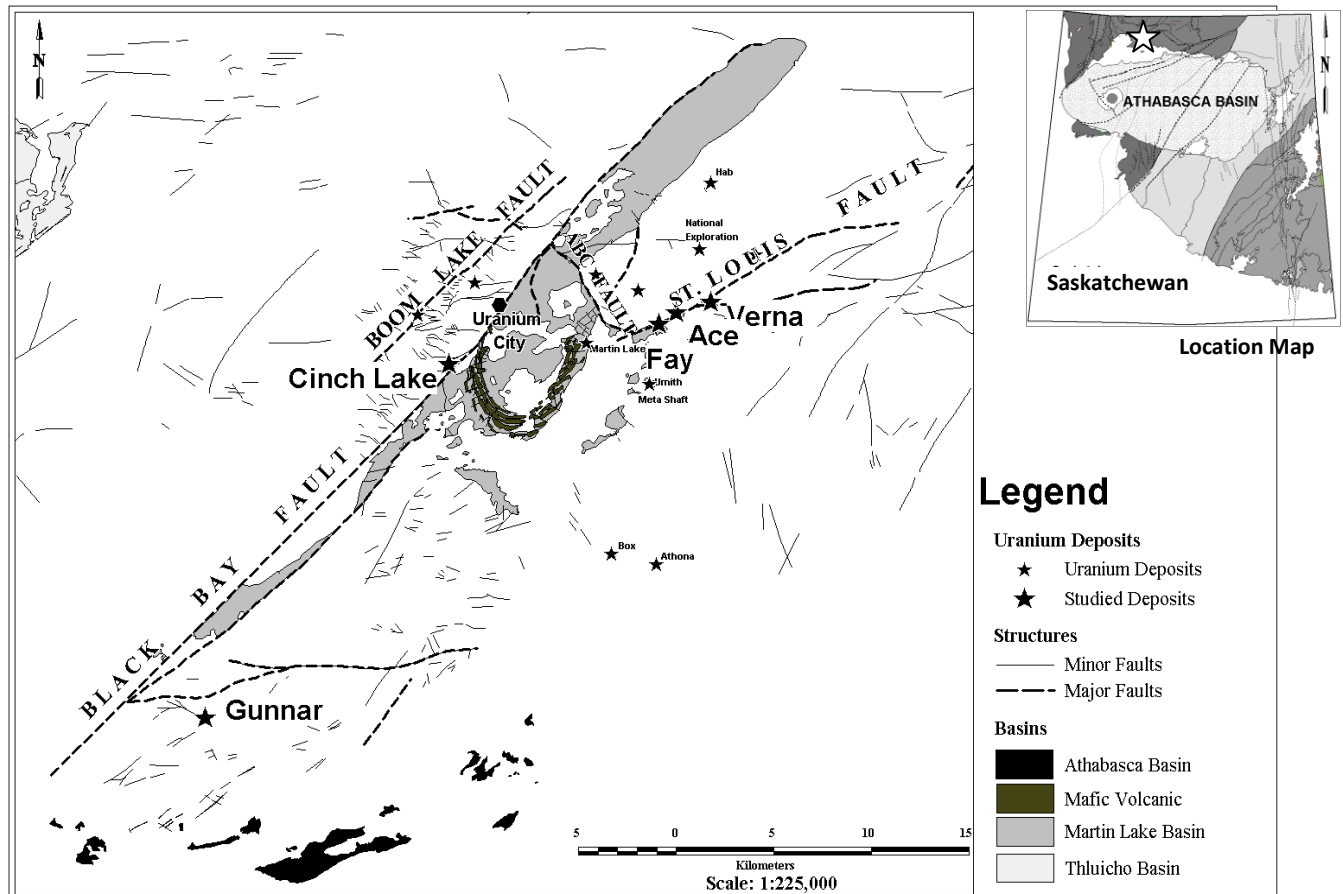 N
N
ATHABASCA BASIN
Saskatchewan
Location Map
Hab
National
Exploration
BOOM LAKE FAULT
ABC FAULT
ST. LOUIS FAULT
Uranium
City
Verna
Ace
Fay
Martin Lake
Cinch Lake
Umith
Meta Shaft
BLACK BAY FAULT
Box
Athona
Gunnar
Legend
Uranium Deposits
Uranium Deposits
Studied Deposits
Structures
Minor Faults
Major Faults
Basins
Athabasca Basin
Mafic Volcanic
Martin Lake Basin
Thluicho Basin
5 0 5 10 15
Kilometers
Scale: 1:225,000